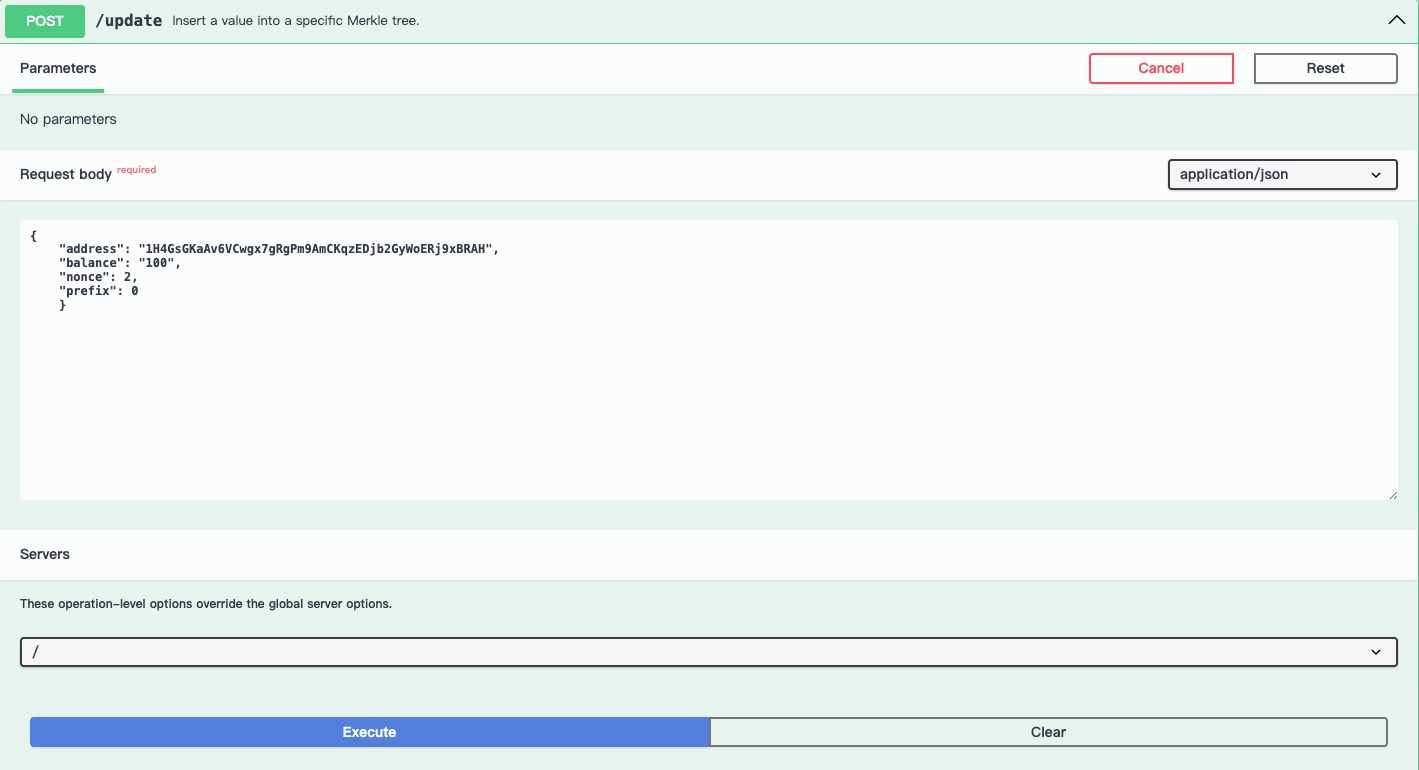 POST /update Insert a value into a specific Merkle tree.
Parameters Cancel Reset
No parameters
Request body required application/json
{
"address": "1H4GsGKaAv6VCwgx7gRgPm9AmCKqzEDjb2GyWoERj9xBRAH",
"balance": "100",
"nonce": 2,
"prefix": 0
}
Servers
These operation-level options override the global server options.
/
Execute Clear